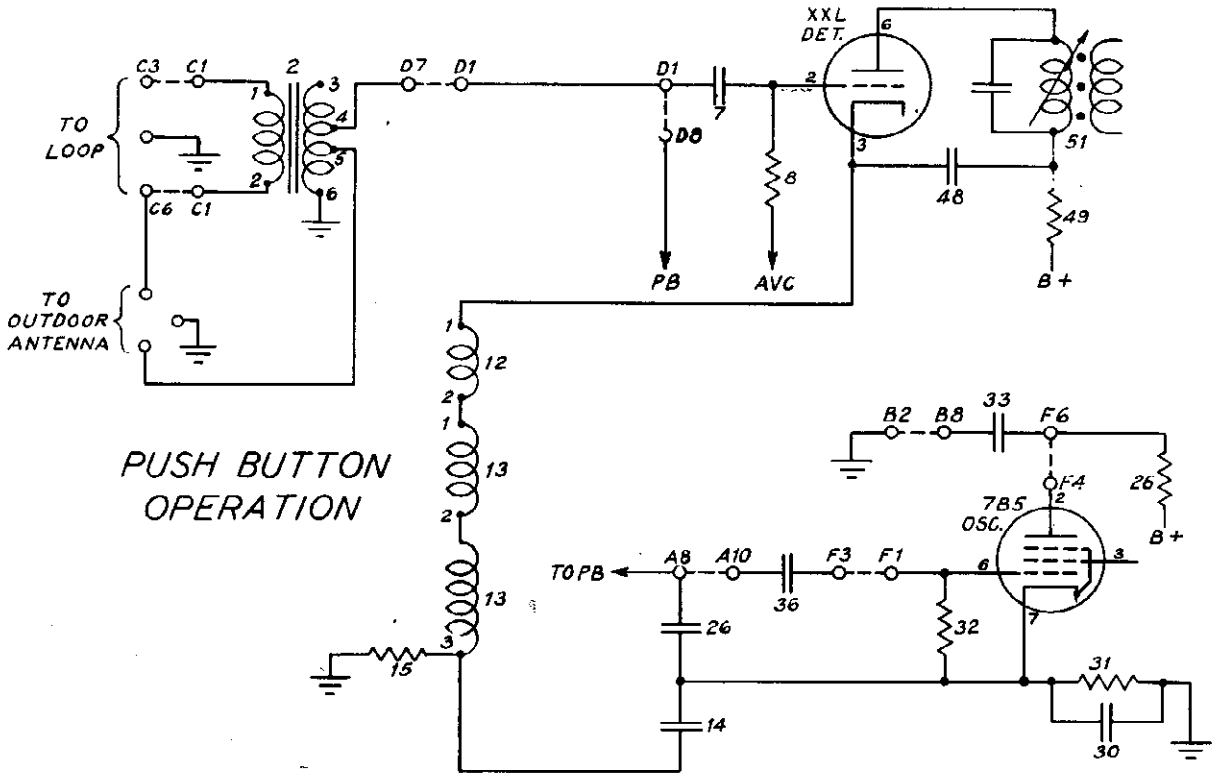 XXL
DET.
6
C3 C1 2 3 D7 D1 D1 2
1 4 7
TO
LOOP
5 D8 3 51
2 6 8 48
C6 C1 49
PB AVC B+
TO
OUTDOOR
ANTENNA
1
12
2
1
33
B2 B8 F6
PUSH BUTTON
OPERATION
13
F4
26
2
2
7B5
OSC.
B+
3
TO PB A8 A10 F3 F1 6
13 36
26 32 7
3
15 31
14
30